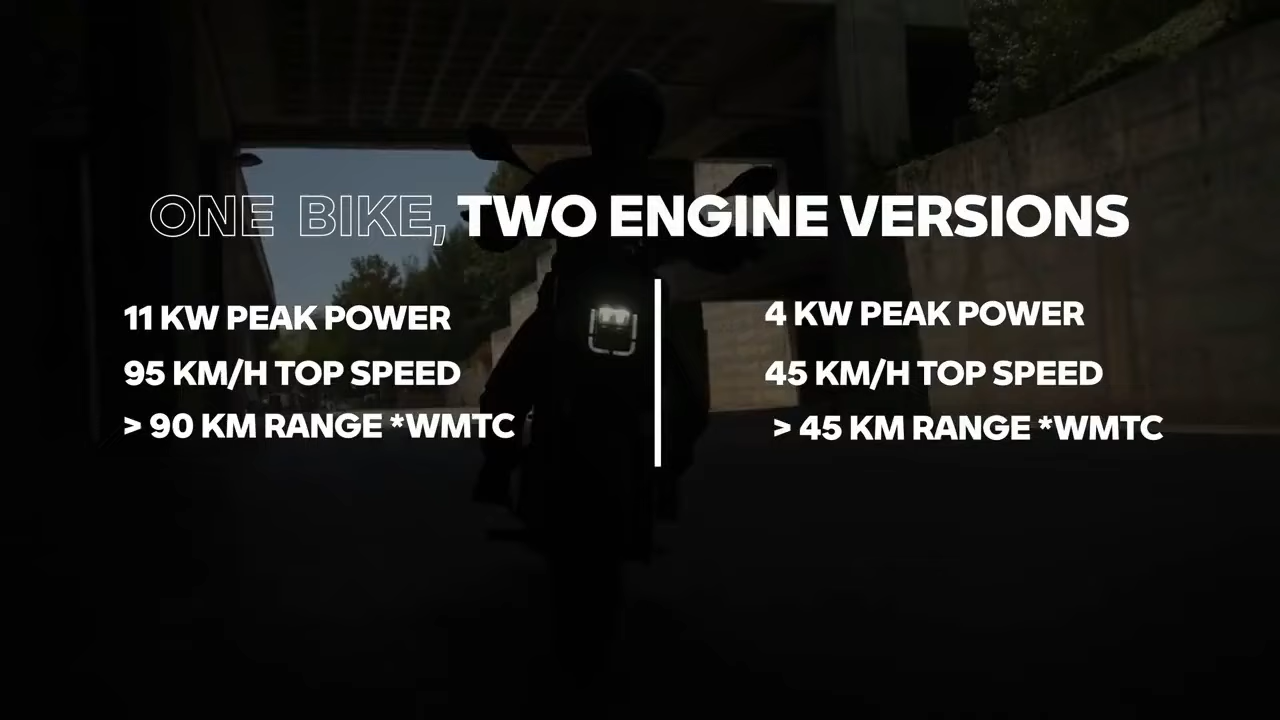 ONE BIKE, TWO ENGINE VERSIONS
11 KW PEAK POWER
95 KM/H TOP SPEED
> 90 KM RANGE *WMTC
4 KW PEAK POWER
45 KM/H TOP SPEED
> 45 KM RANGE *WMTC